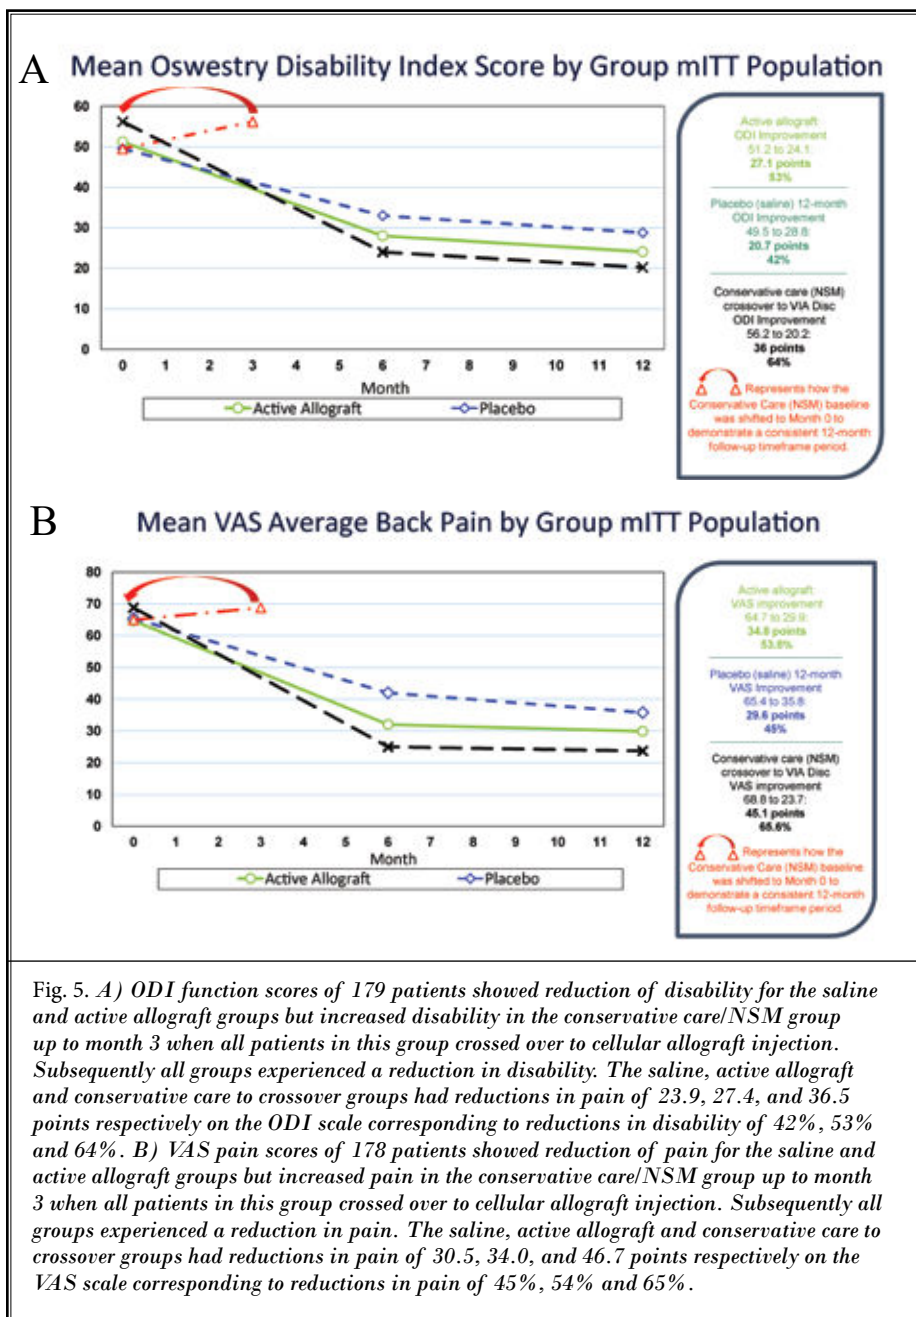 A
Mean Oswestry Disability Index Score by Group mITT Population
60
50
40
30
20
10
0
0 1 2 3 4 5 6 7 8 9 10 11 12
Month
Active Allograft Placebo
Active allograft
ODI Improvement
51.2 to 24.1:
27.1 points
53%
Placebo (saline) 12-month
ODI Improvement
49.5 to 28.8:
20.7 points
42%
Conservative care (NSM)
crossover to VIA Disc
ODI Improvement
56.2 to 20.2:
36 points
64%
Represents how the
Conservative Care (NSM) baseline
was shifted to Month 0 to
demonstrate a consistent 12-month
follow-up timeframe period.
B
Mean VAS Average Back Pain by Group mITT Population
80
70
60
50
40
30
20
10
0
0 1 2 3 4 5 6 7 8 9 10 11 12
Month
Active Allograft Placebo
Active allograft:
VAS improvement
64.7 to 29.9:
34.8 points
53.8%
Placebo (saline) 12-month
VAS Improvement
65.4 to 35.8:
29.6 points
45%
Conservative care (NSM)
crossover to VIA Disc
VAS improvement
68.8 to 23.7:
45.1 points
65.6%
Represents how the
Conservative Care (NSM) baseline
was shifted to Month 0 to
demonstrate a consistent 12-month
follow-up timeframe period.
Fig. 5. A) ODI function scores of 179 patients showed reduction of disability for the saline
and active allograft groups but increased disability in the conservative care/NSM group
up to month 3 when all patients in this group crossed over to cellular allograft injection.
Subsequently all groups experienced a reduction in disability. The saline, active allograft
and conservative care to crossover groups had reductions in pain of 23.9, 27.4, and 36.5
points respectively on the ODI scale corresponding to reductions in disability of 42%, 53%
and 64%. B) VAS pain scores of 178 patients showed reduction of pain for the saline and
active allograft groups but increased pain in the conservative care/NSM group up to month
3 when all patients in this group crossed over to cellular allograft injection. Subsequently all
groups experienced a reduction in pain. The saline, active allograft and conservative care to
crossover groups had reductions in pain of 30.5, 34.0, and 46.7 points respectively on the
VAS scale corresponding to reductions in pain of 45%, 54% and 65%.